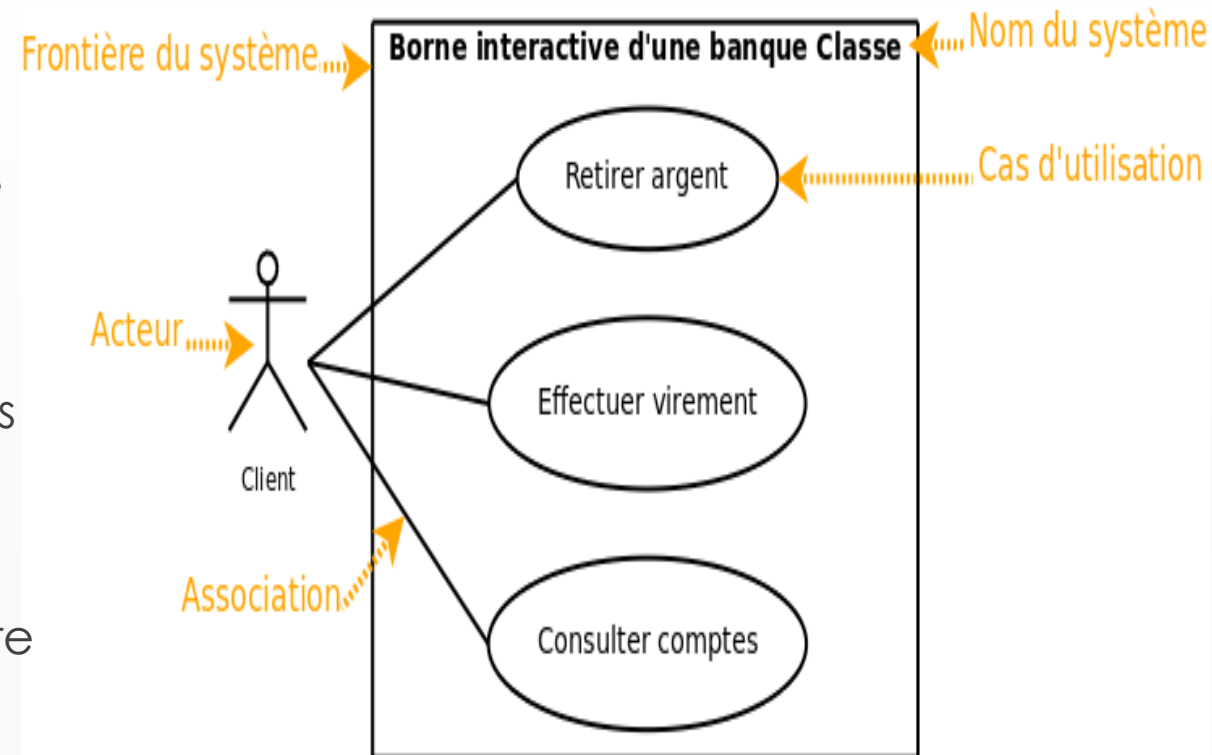 Nom du système
Frontière du système
Borne interactive d'une banque Classe
Cas d'utilisation
Retirer argent
Acteur
Effectuer virement
s
Client
Association
re
Consulter comptes